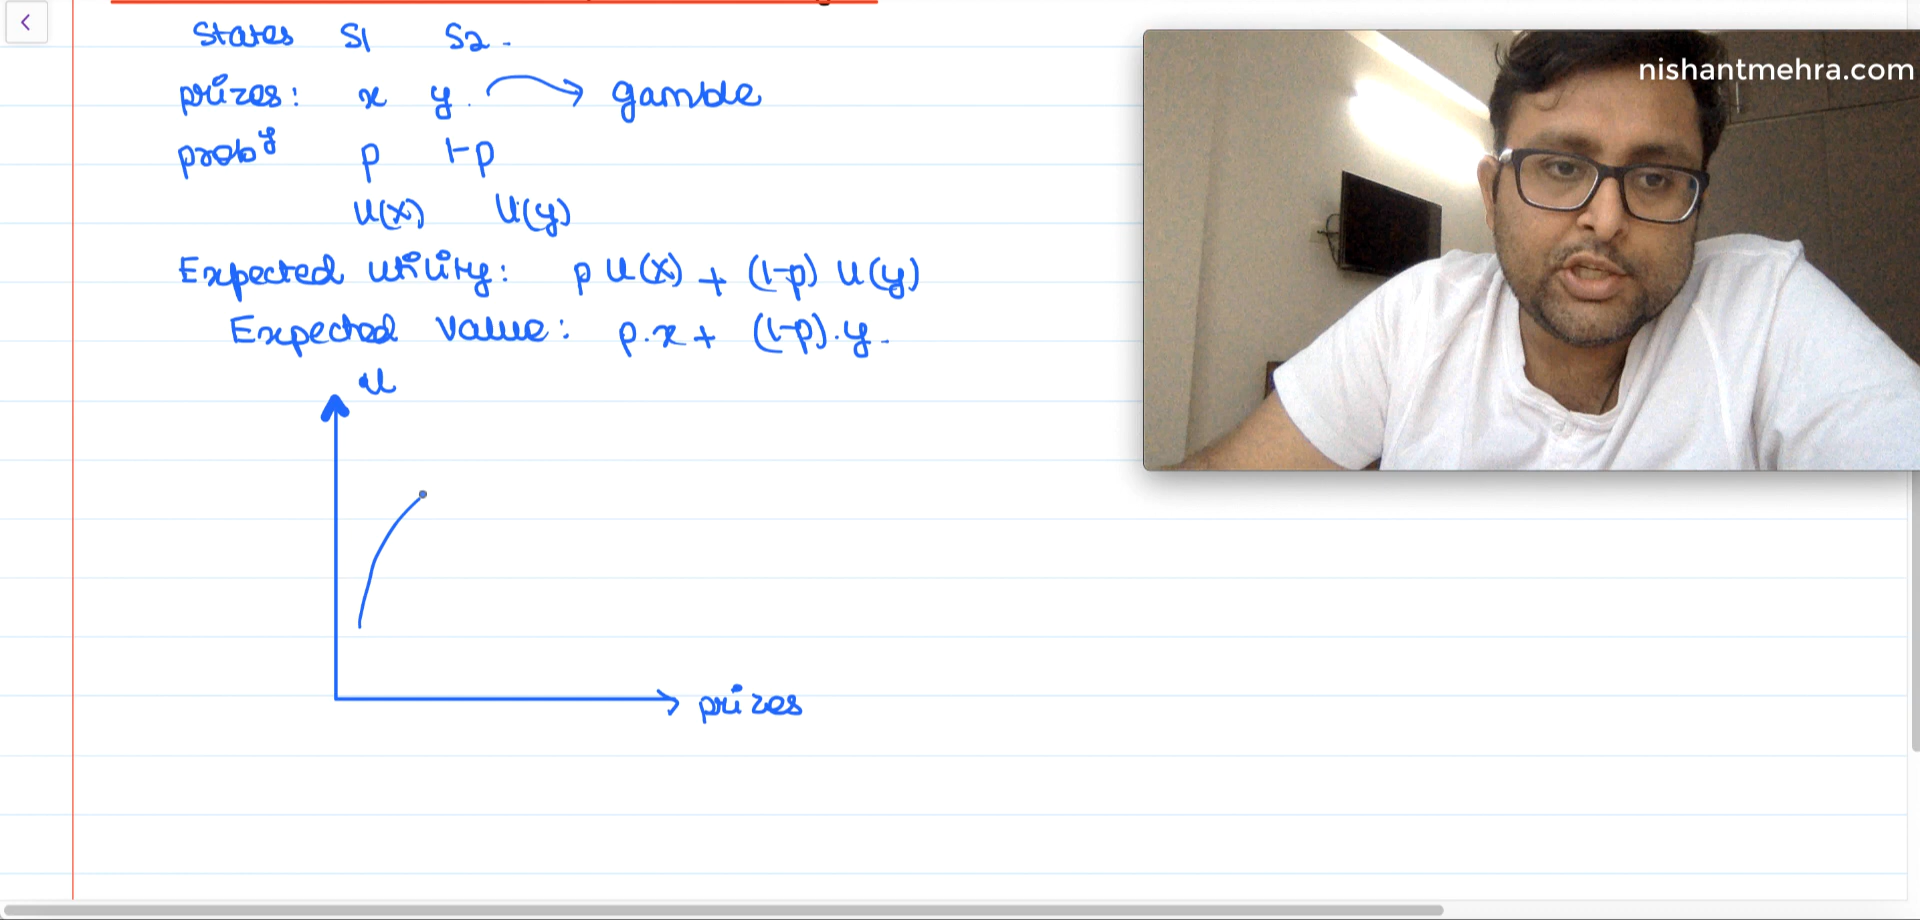 States S1 S2.
prizes: x y. → gamble
prob^y p 1-p
U(x) U(y)
Expected utility: p U(x) + (1-p) U(y)
Expected value: p.x + (1-p).y.
u
prizes
nishantmehra.com